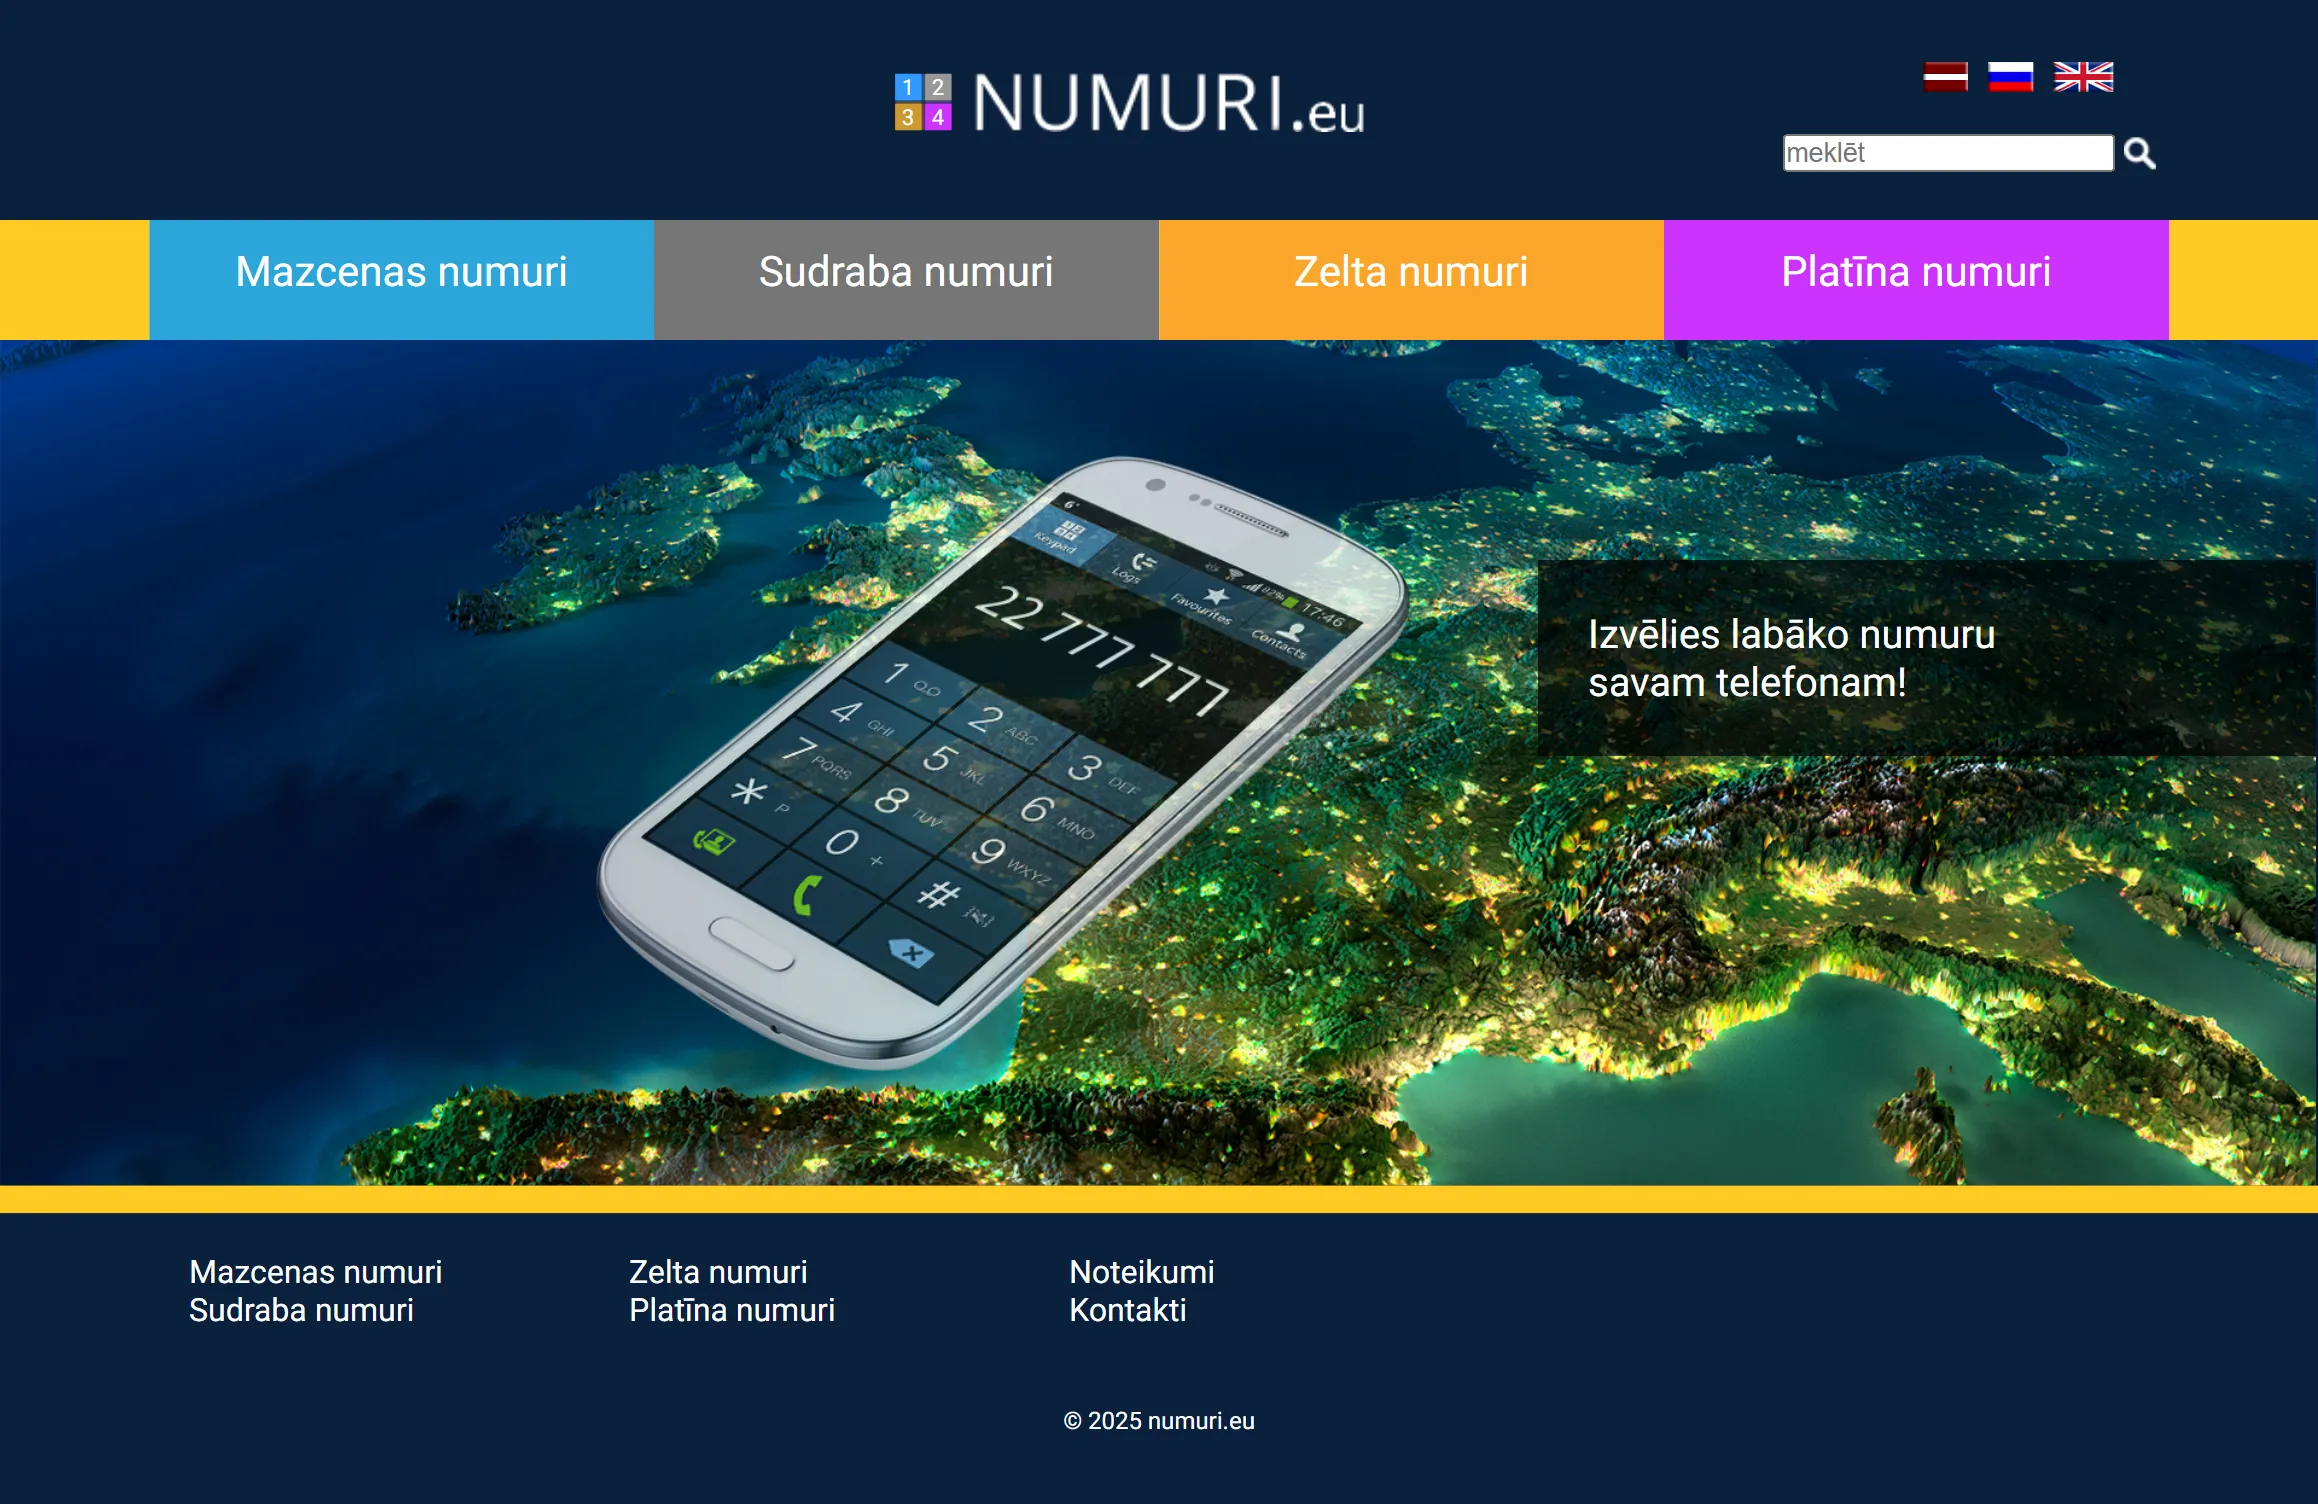 1 2
3 4
NUMURI.eu
meklēt
Mazcenas numuri
Sudraba numuri
Zelta numuri
Platīna numuri
82% 17:46
Keypad
Logs
Favourites
Contacts
22 777 777
1
2 ABC
3 DEF
4 GHI
5 JKL
6 MNO
7 PQRS
8 TUV
9 WXYZ
* P
0 +
#
Izvēlies labāko numuru
savam telefonam!
Mazcenas numuri
Sudraba numuri
Zelta numuri
Platīna numuri
Noteikumi
Kontakti
© 2025 numuri.eu